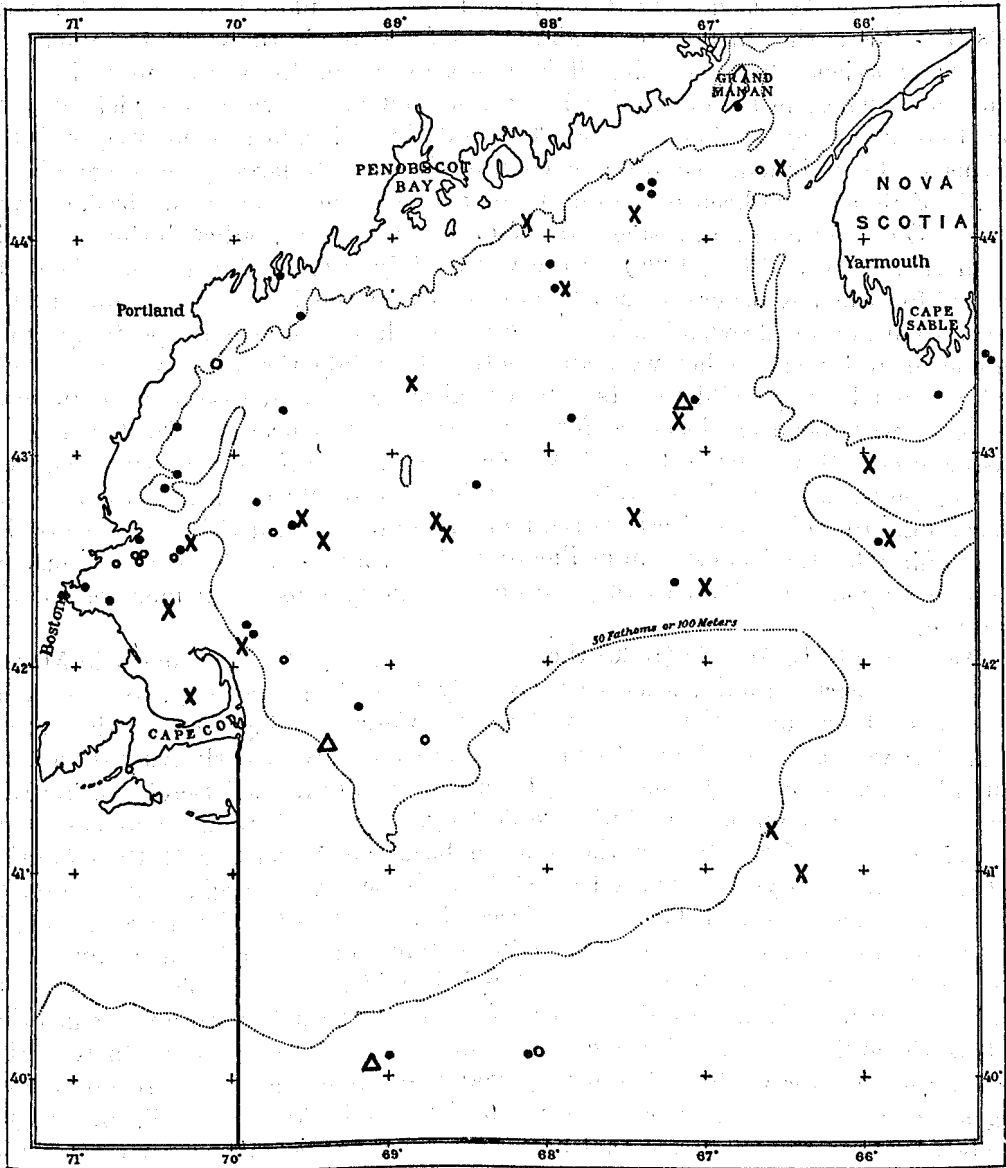 71° 70° 69° 68° 67° 66°
GRAND
MANAN
PENOBSCOT
BAY
NOVA
SCOTIA
44° 44°
Yarmouth
Portland
CAPE
SABLE
43° 43°
Boston
50 Fathoms or 100 Meters
42° 42°
CAPE COD
41° 41°
40° 40°
71° 70° 69° 68° 67° 66°